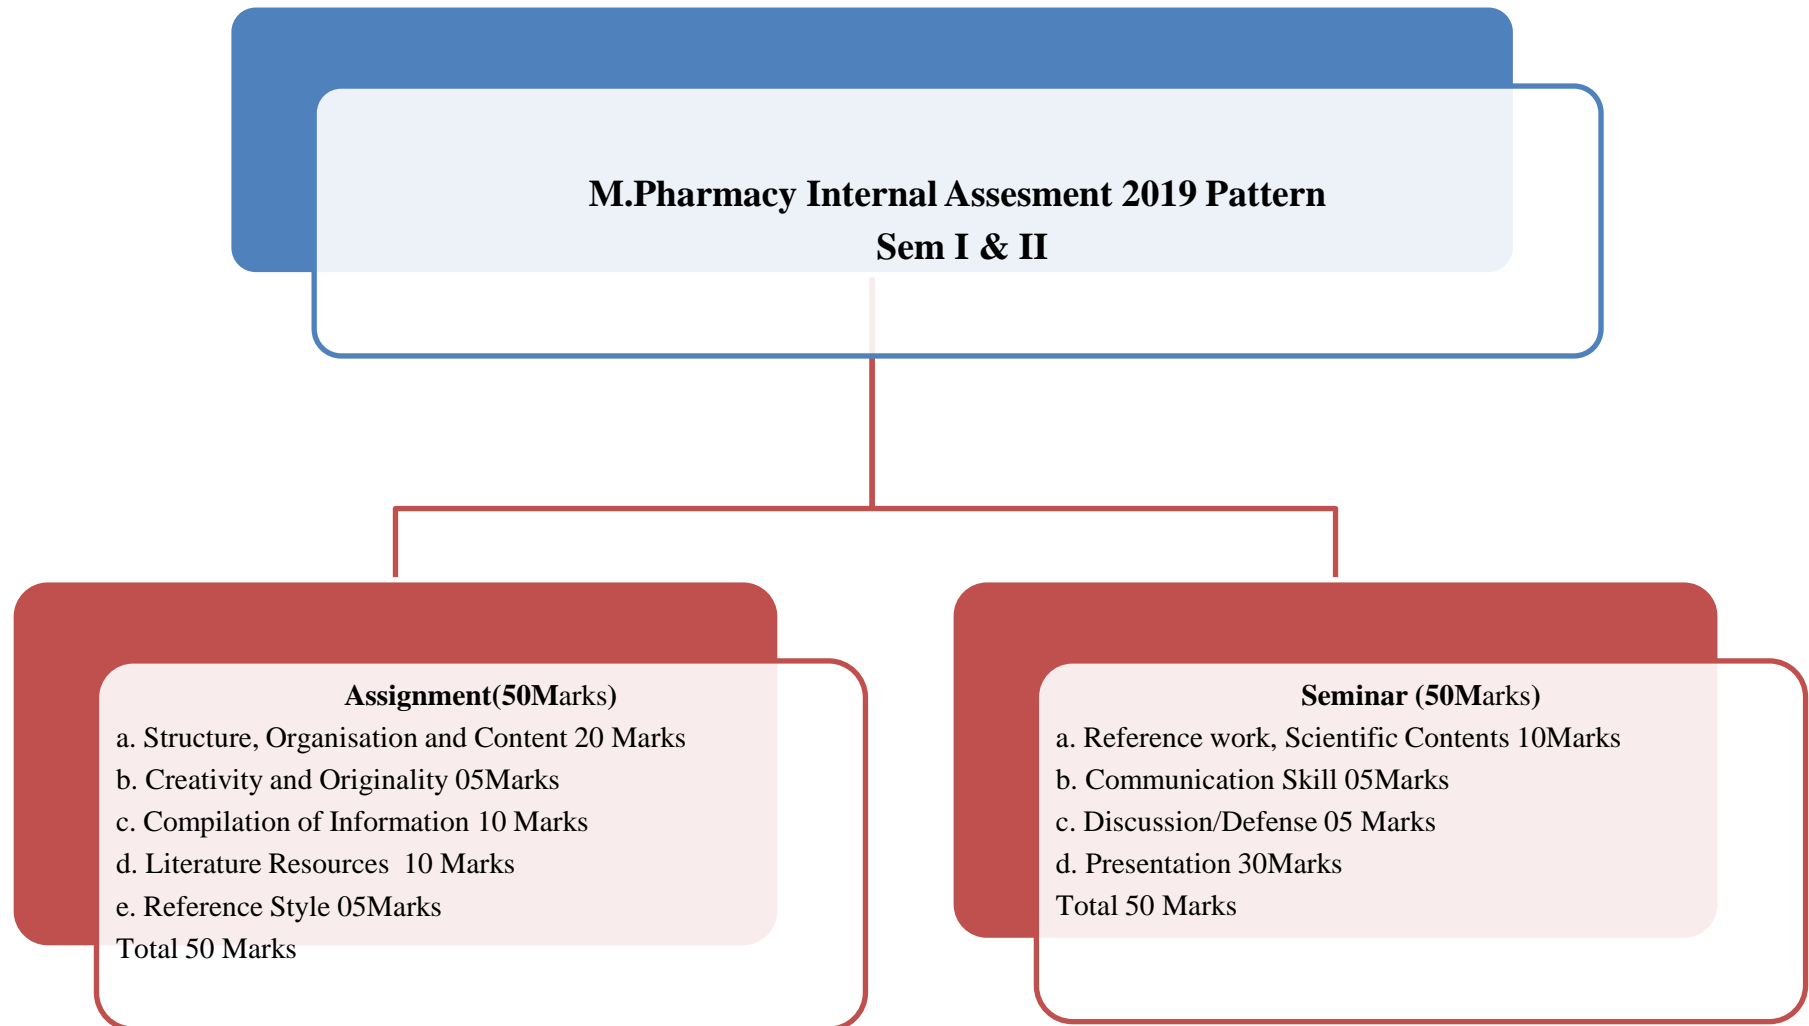 M.Pharmacy Internal Assesment 2019 Pattern
Sem I & II
Assignment(50Marks)
a. Structure, Organisation and Content 20 Marks
b. Creativity and Originality 05Marks
c. Compilation of Information 10 Marks
d. Literature Resources  10 Marks
e. Reference Style 05Marks
Total 50 Marks
Seminar (50Marks)
a. Reference work, Scientific Contents 10Marks
b. Communication Skill 05Marks
c. Discussion/Defense 05 Marks
d. Presentation 30Marks
Total 50 Marks